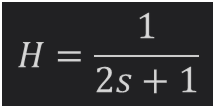 H = 1 / (2s + 1)